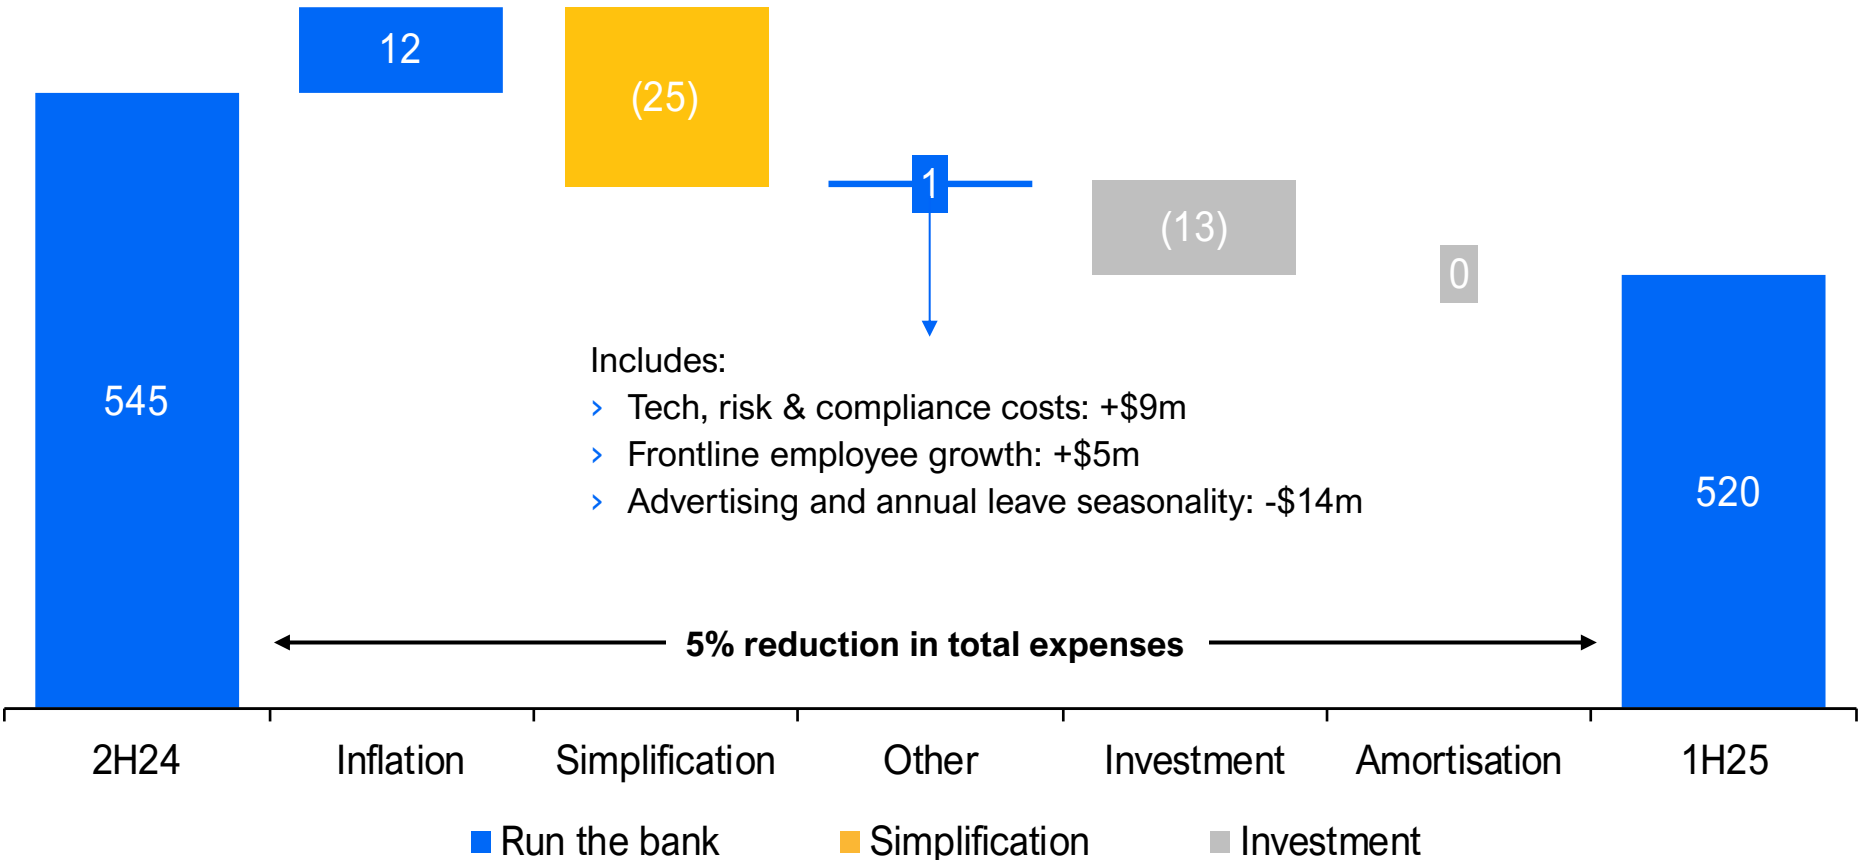 12
(25)
1
(13)
0
545
520
Includes:
› Tech, risk & compliance costs: +$9m
› Frontline employee growth: +$5m
› Advertising and annual leave seasonality: -$14m
5% reduction in total expenses
2H24 Inflation Simplification Other Investment Amortisation 1H25
Run the bank Simplification Investment